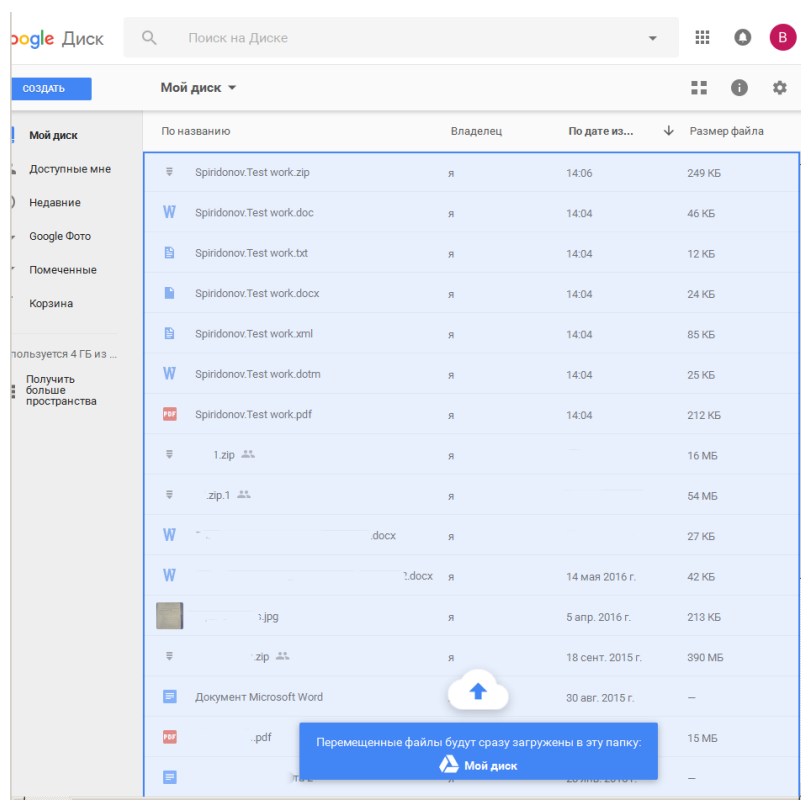 oogle Диск
Поиск на Диске
B
СОЗДАТЬ
Мой диск
Мой диск
Доступные мне
Недавние
Google Фото
Помеченные
Корзина
пользуется 4 ГБ из ...
Получить
больше
пространства
По названию Владелец По дате из... Размер файла
Spiridonov.Test work.zip я 14:06 249 КБ
Spiridonov.Test work.doc я 14:04 46 КБ
Spiridonov.Test work.txt я 14:04 12 КБ
Spiridonov.Test work.docx я 14:04 24 КБ
Spiridonov.Test work.xml я 14:04 85 КБ
Spiridonov.Test work.dotm я 14:04 25 КБ
Spiridonov.Test work.pdf я 14:04 212 КБ
1.zip я 16 МБ
.zip.1 я 54 МБ
.docx я 27 КБ
.docx я 14 мая 2016 г. 42 КБ
.jpg я 5 апр. 2016 г. 213 КБ
.zip я 18 сент. 2015 г. 390 МБ
Документ Microsoft Word 30 авг. 2015 г. –
PDF ..pdf 15 МБ
Перемещенные файлы будут сразу загружены в эту папку:
Мой диск